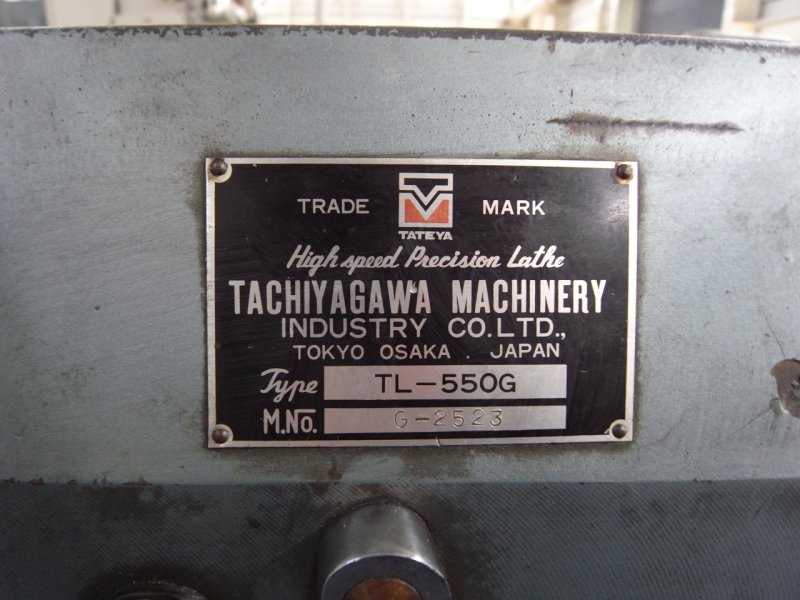 TRADE MARK
TATEYA
High speed Precision Lathe
TACHIYAGAWA MACHINERY
INDUSTRY CO.LTD.,
TOKYO OSAKA . JAPAN
Type TL-550G
M.No. G-2523